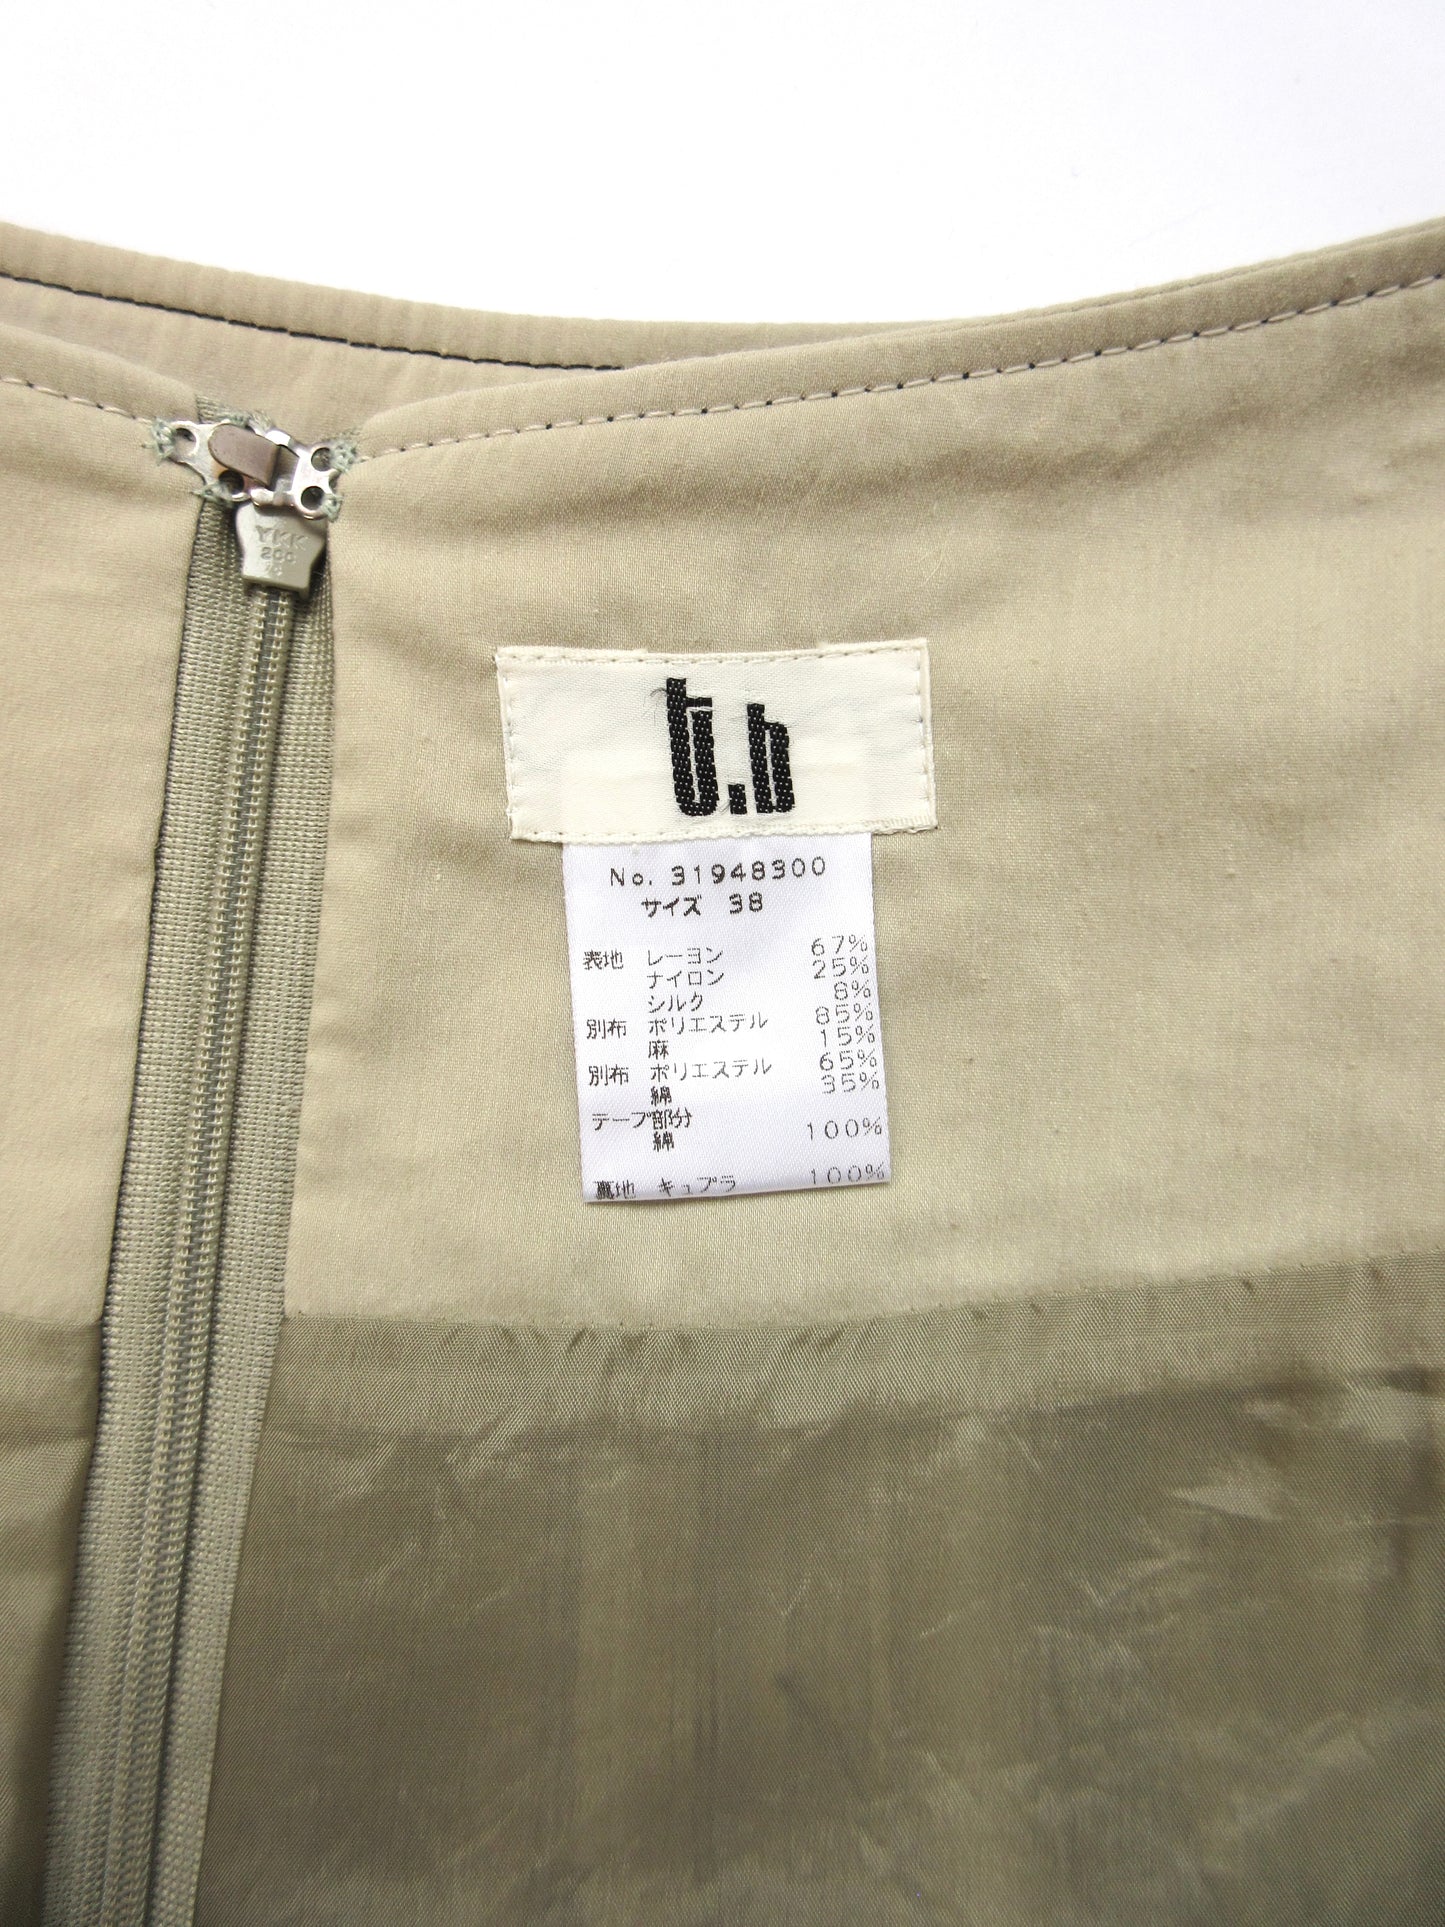 YKK
t.b
No. 31948300
サイズ 38
表地 レーヨン 67%
ナイロン 25%
シルク 8%
別布 ポリエステル 85%
麻 15%
別布 ポリエステル 65%
綿 35%
テープ部分
綿 100%
裏地 キュプラ 100%